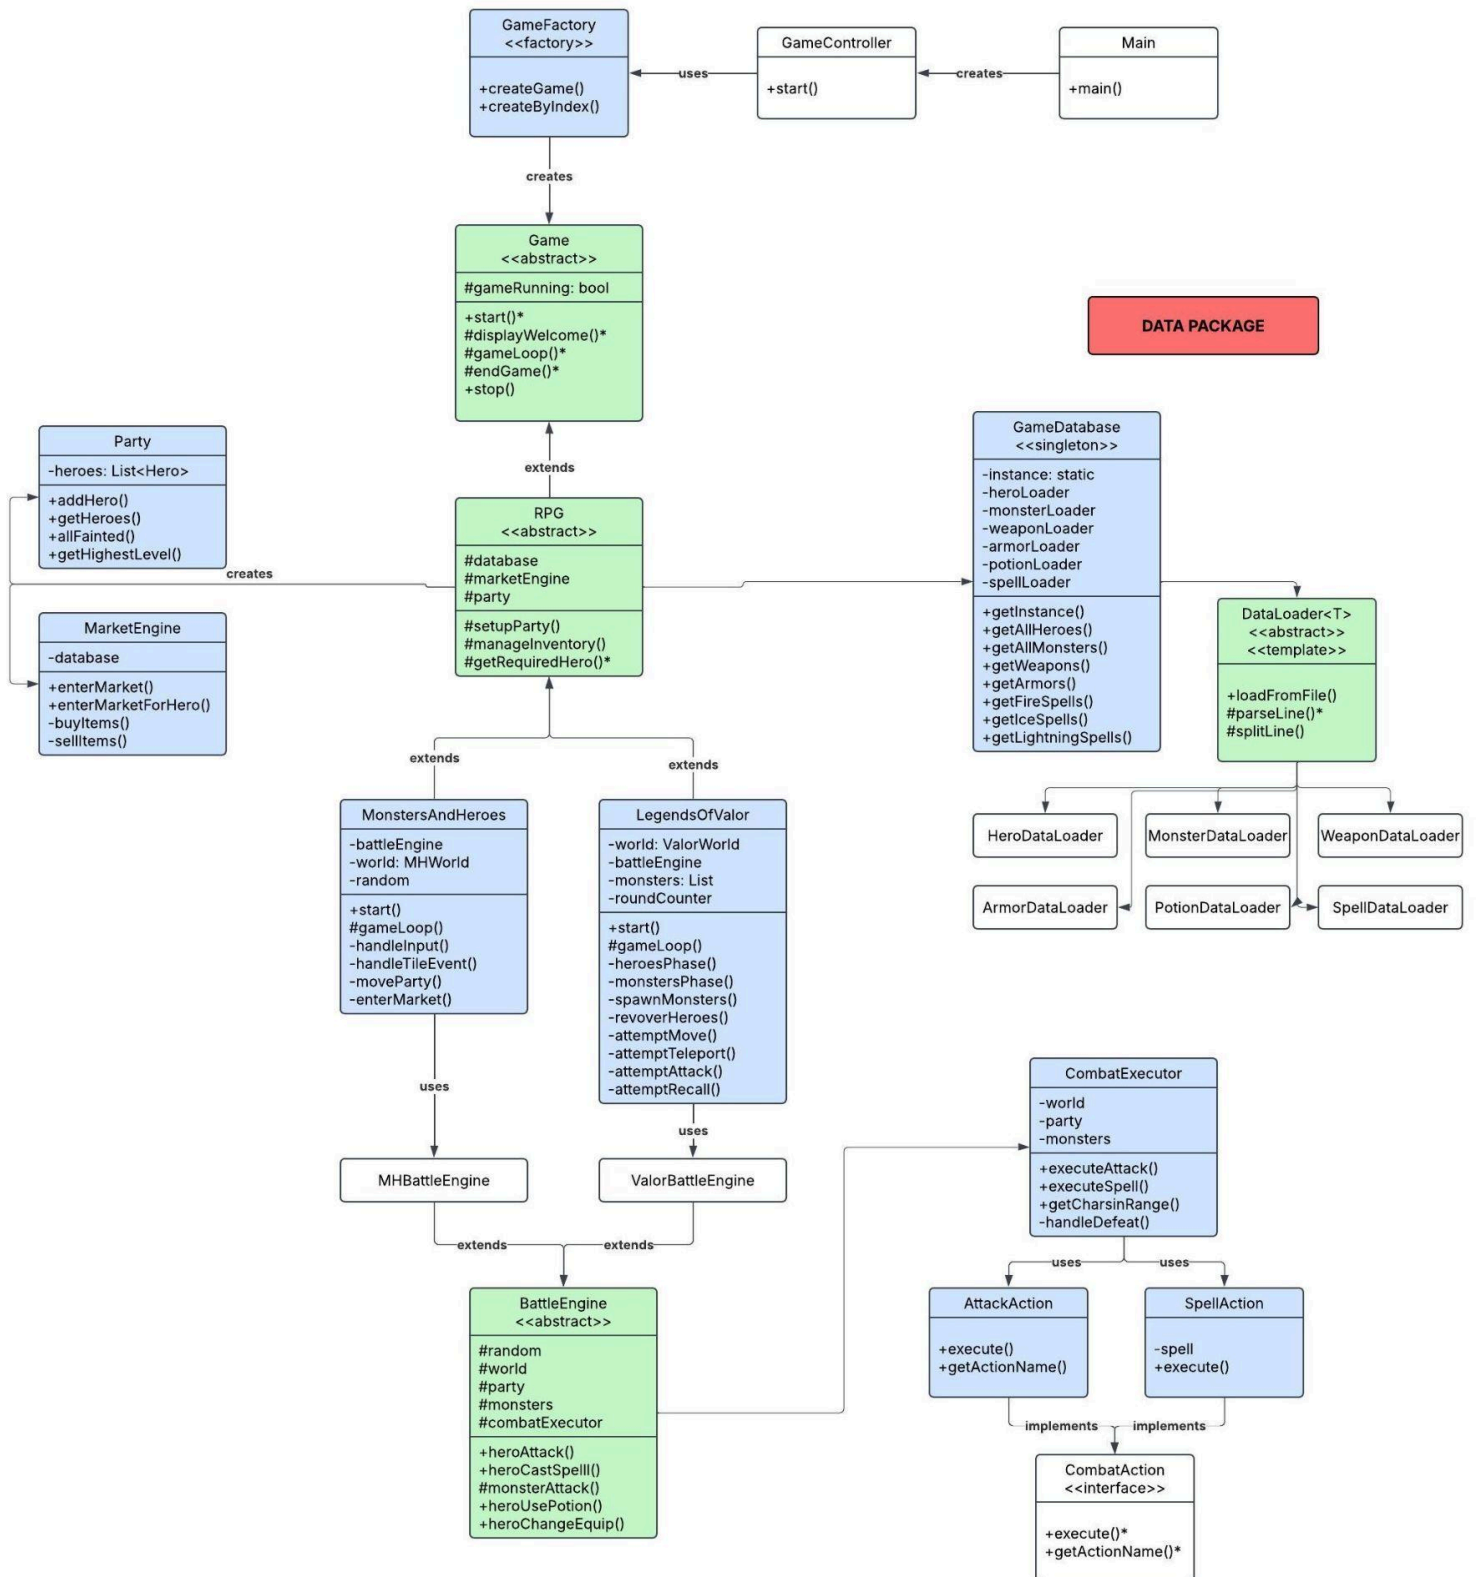 GameFactory
<<factory>>
+createGame()
+createByIndex()
uses
GameController
+start()
creates
Main
+main()
creates
Game
<<abstract>>
#gameRunning: bool
+start()*
#displayWelcome()*
#gameLoop()*
#endGame()*
+stop()
DATA PACKAGE
extends
Party
-heroes: List<Hero>
+addHero()
+getHeroes()
+allFainted()
+getHighestLevel()
creates
MarketEngine
-database
+enterMarket()
+enterMarketForHero()
-buyItems()
-sellItems()
RPG
<<abstract>>
#database
#marketEngine
#party
#setupParty()
#manageInventory()
#getRequiredHero()*
GameDatabase
<<singleton>>
-instance: static
-heroLoader
-monsterLoader
-weaponLoader
-armorLoader
-potionLoader
-spellLoader
+getInstance()
+getAllHeroes()
+getAllMonsters()
+getWeapons()
+getArmors()
+getFireSpells()
+getIceSpells()
+getLightningSpells()
DataLoader<T>
<<abstract>>
<<template>>
+loadFromFile()
#parseLine()*
#splitLine()
HeroDataLoader
MonsterDataLoader
WeaponDataLoader
ArmorDataLoader
PotionDataLoader
SpellDataLoader
extends
extends
MonstersAndHeroes
-battleEngine
-world: MHWorld
-random
+start()
#gameLoop()
-handleInput()
-handleTileEvent()
-moveParty()
-enterMarket()
LegendsOfValor
-world: ValorWorld
-battleEngine
-monsters: List
-roundCounter
+start()
#gameLoop()
-heroesPhase()
-monstersPhase()
-spawnMonsters()
-revoverHeroes()
-attemptMove()
-attemptTeleport()
-attemptAttack()
-attemptRecall()
uses
uses
MHBattleEngine
ValorBattleEngine
extends
extends
BattleEngine
<<abstract>>
#random
#world
#party
#monsters
#combatExecutor
+heroAttack()
+heroCastSpelll()
#monsterAttack()
+heroUsePotion()
+heroChangeEquip()
CombatExecutor
-world
-party
-monsters
+executeAttack()
+executeSpell()
+getCharsinRange()
-handleDefeat()
uses
uses
AttackAction
+execute()
+getActionName()
SpellAction
-spell
+execute()
implements
implements
CombatAction
<<interface>>
+execute()*
+getActionName()*